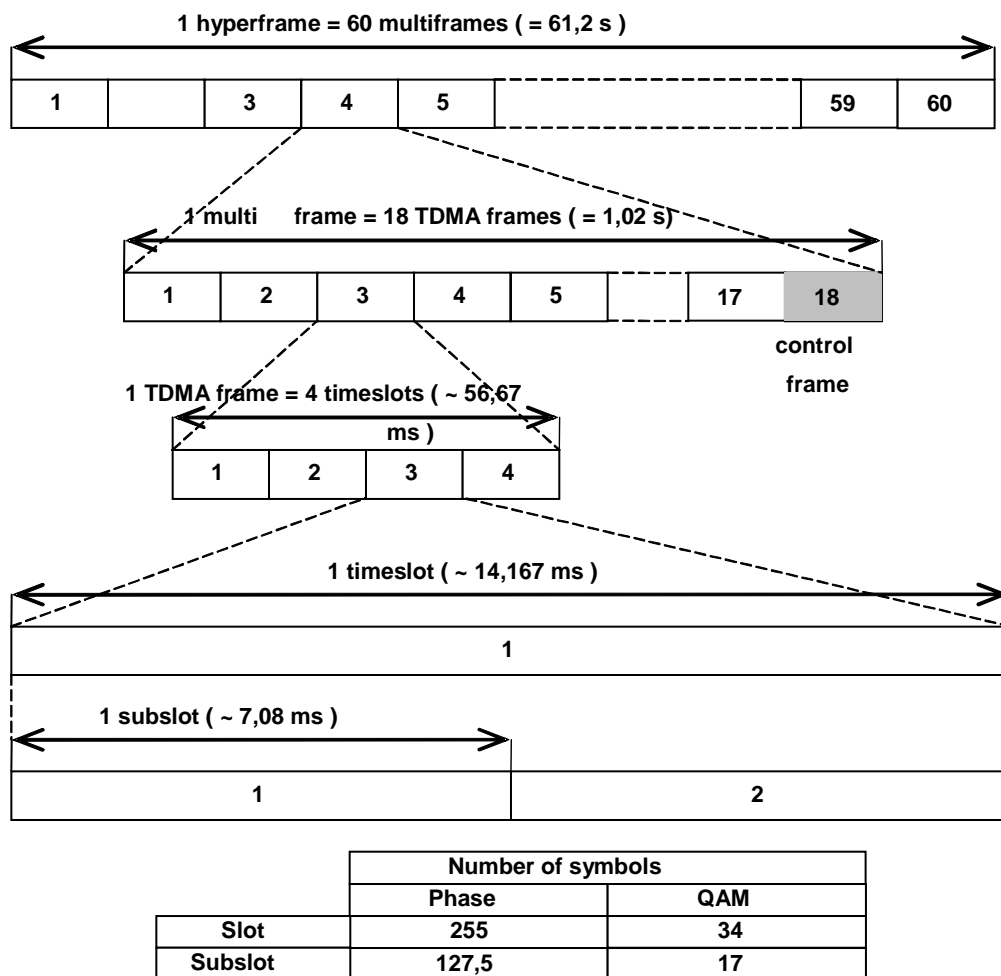 1 hyperframe = 60 multiframes ( = 61,2 s )
1 3 4 5 59 60
1 multi frame = 18 TDMA frames ( = 1,02 s)
1 2 3 4 5 17 18
control
frame
1 TDMA frame = 4 timeslots ( ~ 56,67
ms )
1 2 3 4
1 timeslot ( ~ 14,167 ms )
1
1 subslot ( ~ 7,08 ms )
1 2
Number of symbols
Phase QAM
Slot 255 34
Subslot 127,5 17